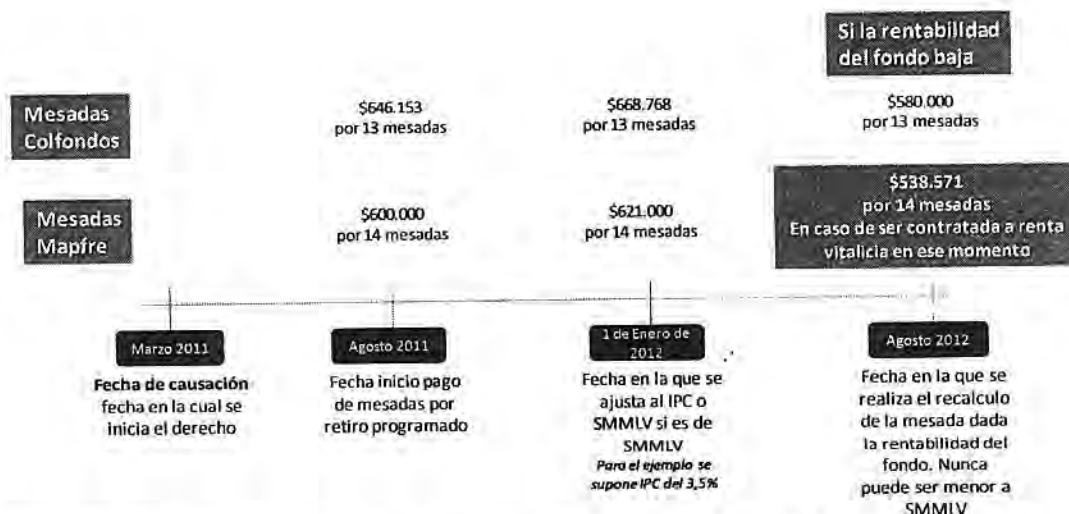 Si la rentabilidad
del fondo baja
Mesadas
Colfondos
$646.153
por 13 mesadas
$668.768
por 13 mesadas
$580.000
por 13 mesadas
Mesadas
Mapfre
$600.000
por 14 mesadas
$621.000
por 14 mesadas
$538.571
por 14 mesadas
En caso de ser contratada a renta
vitalicia en ese momento
Marzo 2011
Fecha de causación
fecha en la cual se
inicia el derecho
Agosto 2011
Fecha inicio pago
de mesadas por
retiro programado
1 de Enero de
2012
Fecha en la que se
ajusta al IPC o
SMMLV si es de
SMMLV
Para el ejemplo se
supone IPC del 3,5%
Agosto 2012
Fecha en la que se
realiza el recalculo
de la mesada dada
la rentabilidad del
fondo. Nunca
puede ser menor a
SMMLV